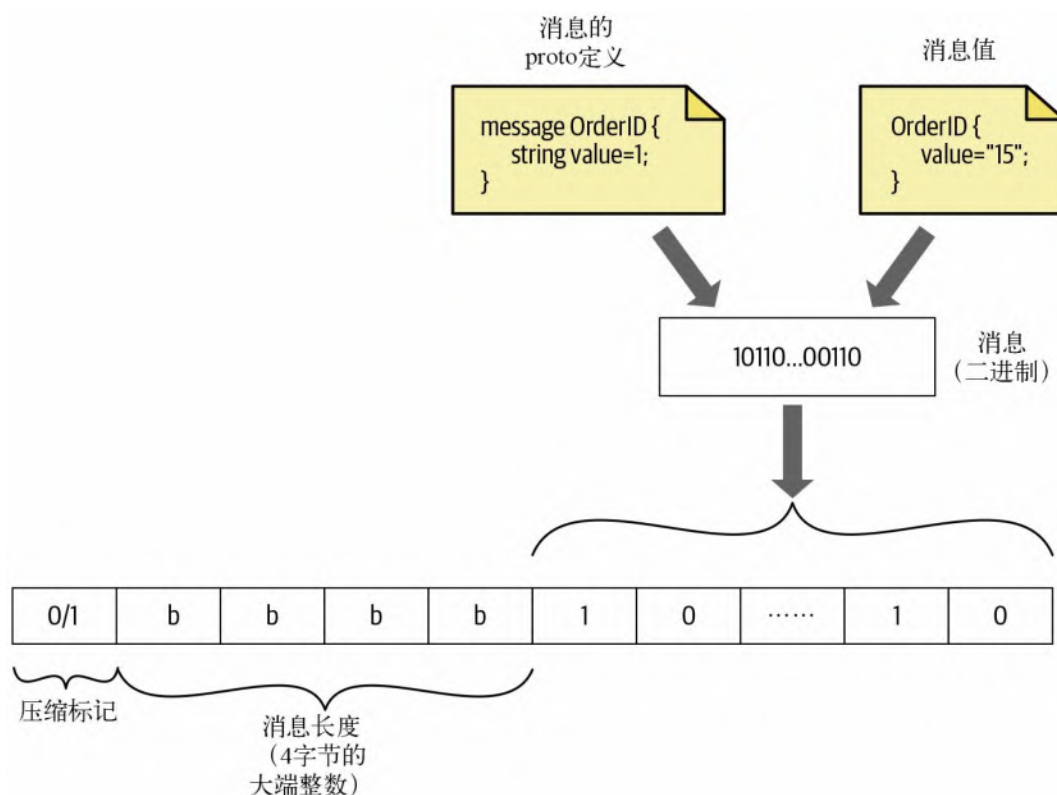 消息的
proto定义
消息值
message OrderID {
string value=1;
}
OrderID {
value="15";
}
10110...00110
消息
（二进制）
0/1 b b b b 1 0 …… 1 0
压缩标记
消息长度
（4字节的
大端整数）